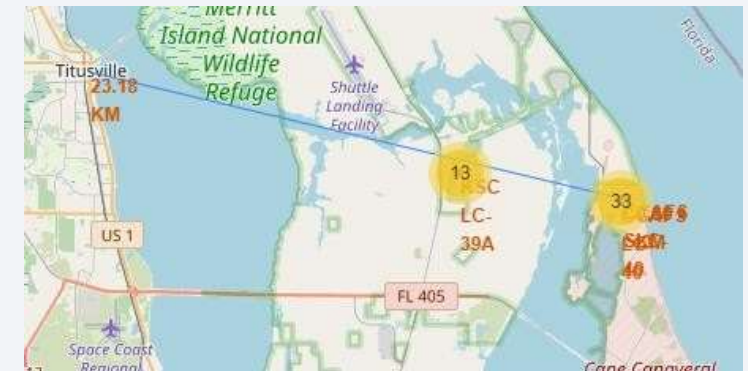 Merritt
Island National
Wildlife
Refuge
Florida
Titusville
23.18
KM
Shuttle
Landing
Facility
13
KSC
LC-
39A
33
40
US 1
FL 405
Space Coast
Regional
Cape Canaveral